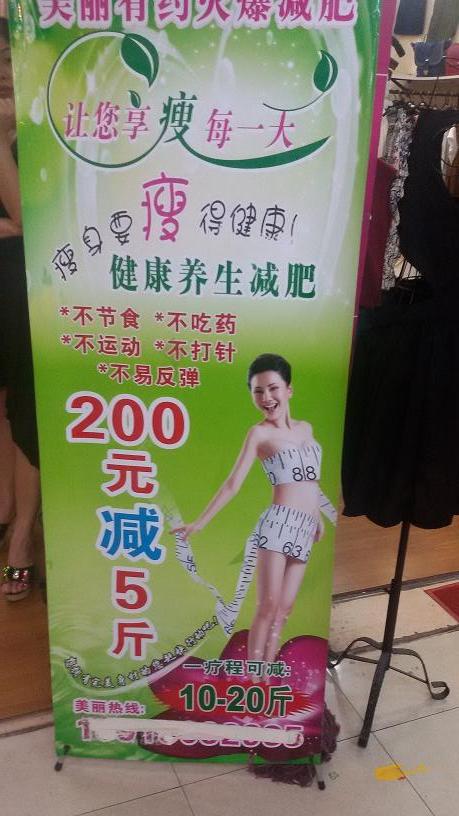 美丽有约火爆减肥
让您享瘦每一天
瘦身要瘦得健康!
健康养生减肥
*不节食 *不吃药
*不运动 *不打针
*不易反弹
200
元
减
5
斤
一疗程可减:
10-20斤
美丽热线: